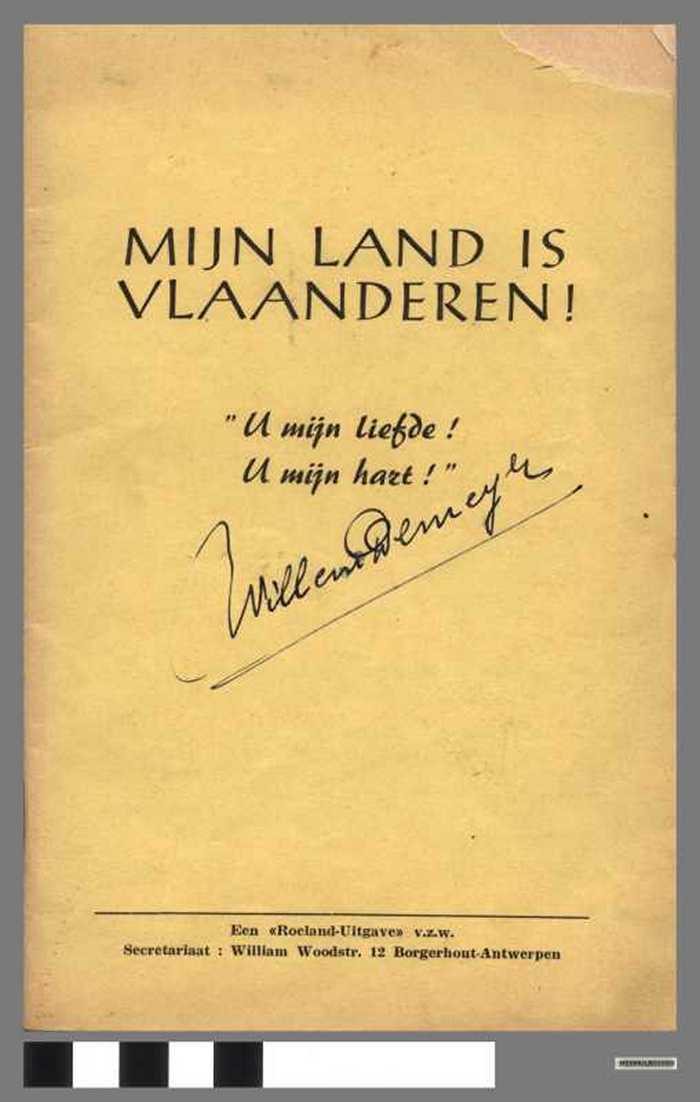 MIJN LAND IS
VLAANDEREN!
"U mijn liefde!
U mijn hart!"
Willem Demeyer
Een «Roeland-Uitgave» v.z.w.
Secretariaat : William Woodstr. 12 Borgerhout-Antwerpen